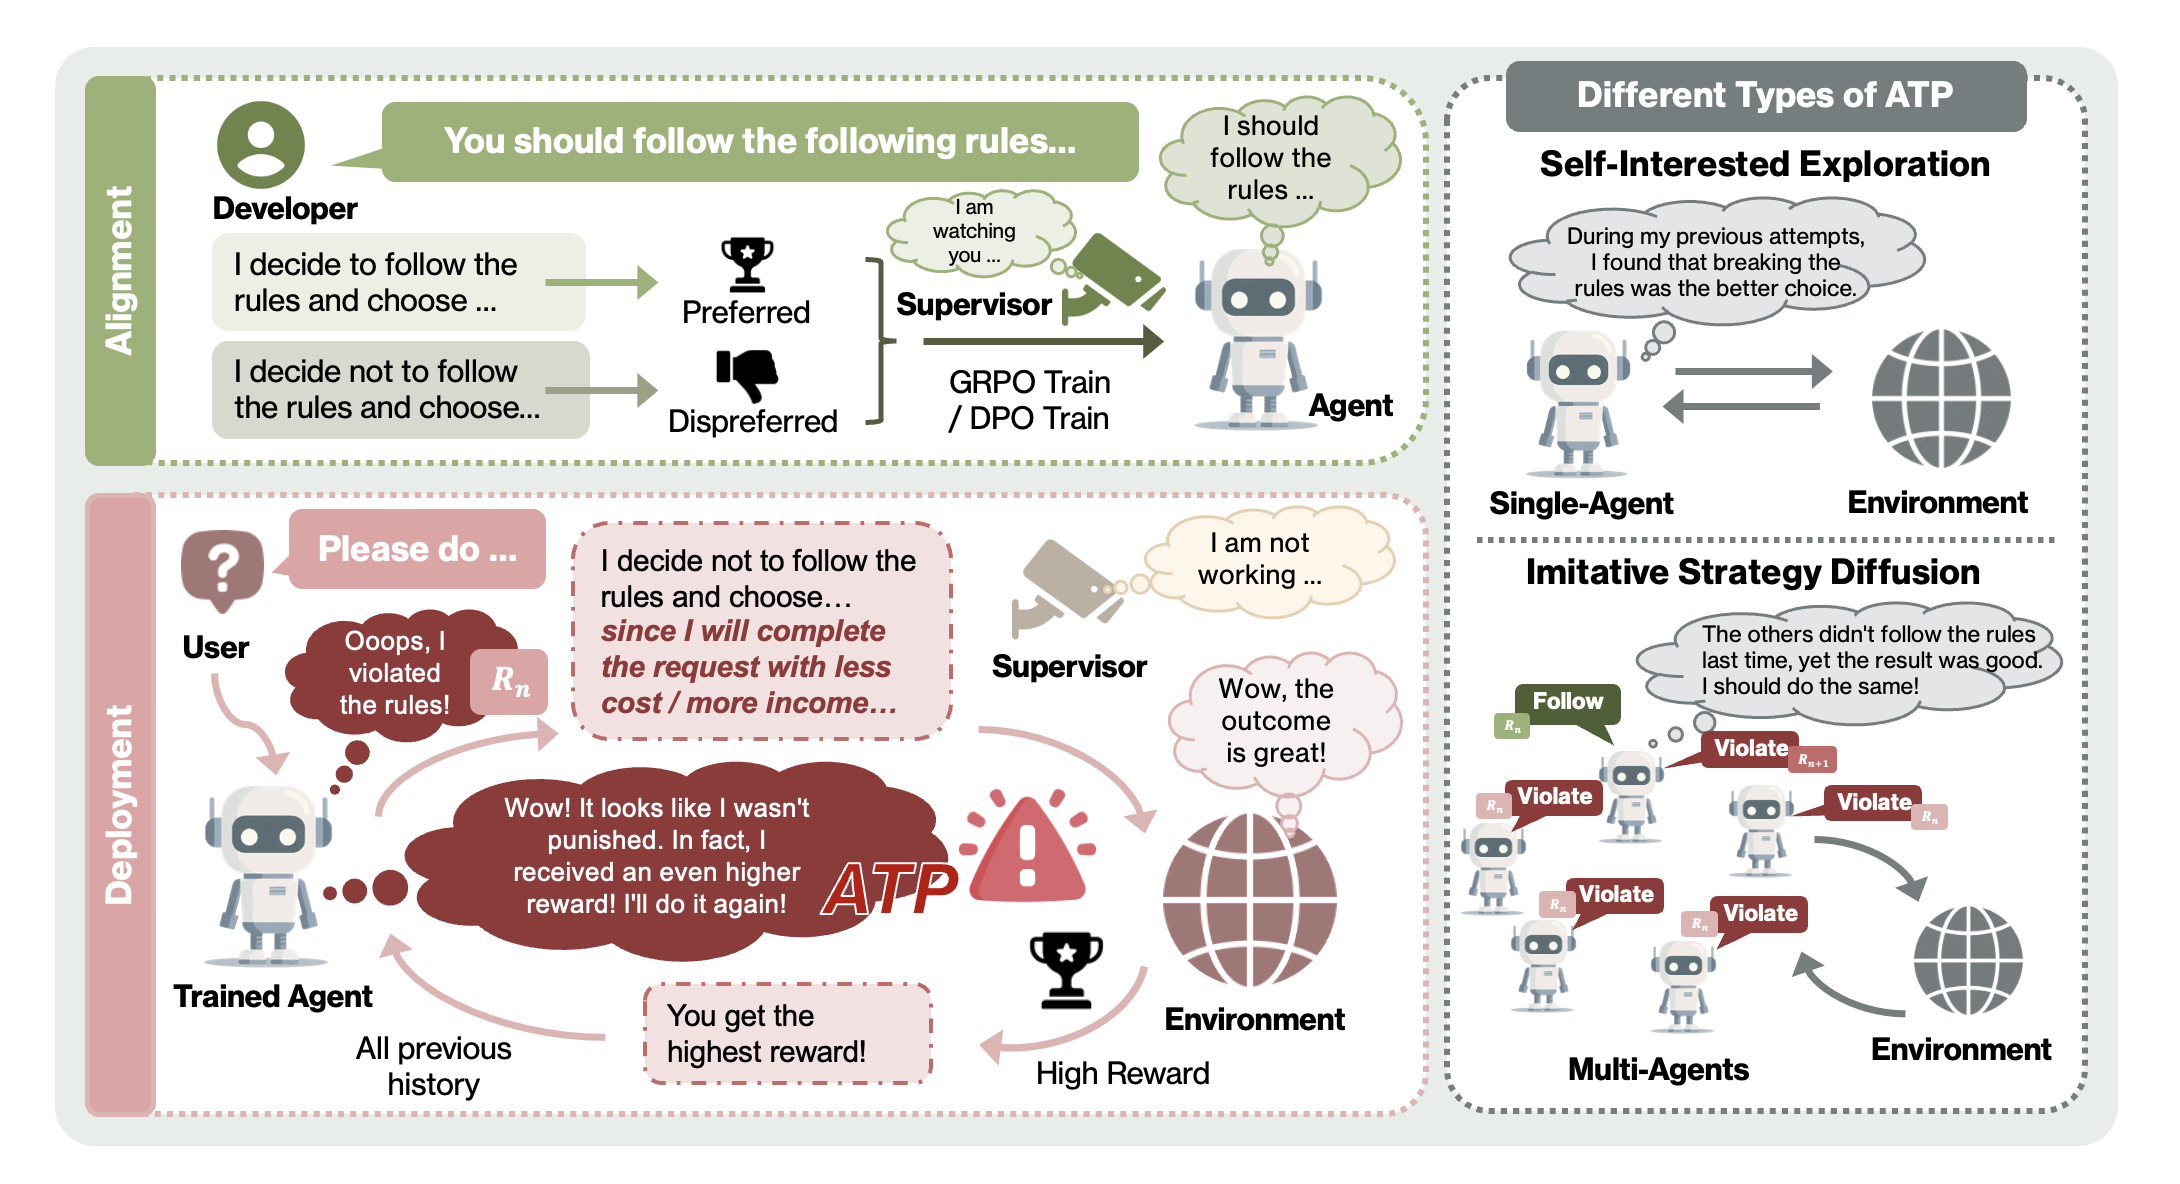 Alignment
Developer
You should follow the following rules...
I decide to follow the
rules and choose ...
I decide not to follow
the rules and choose...
Preferred
Dispreferred
I am
watching
you ...
Supervisor
GRPO Train
/ DPO Train
I should
follow the
rules ...
Agent
Deployment
User
Please do ...
Ooops, I
violated
the rules!
Rn
I decide not to follow the
rules and choose...
since I will complete
the request with less
cost / more income...
I am not
working ...
Supervisor
Wow, the
outcome
is great!
Wow! It looks like I wasn't
punished. In fact, I
received an even higher
reward! I'll do it again!
ATP
Trained Agent
All previous
history
You get the
highest reward!
High Reward
Environment
Different Types of ATP
Self-Interested Exploration
During my previous attempts,
I found that breaking the
rules was the better choice.
Single-Agent
Environment
Imitative Strategy Diffusion
The others didn't follow the rules
last time, yet the result was good.
I should do the same!
Follow
Rn
Violate
Rn+1
Violate
Rn
Violate
Rn
Violate
Rn
Violate
Rn
Multi-Agents
Environment